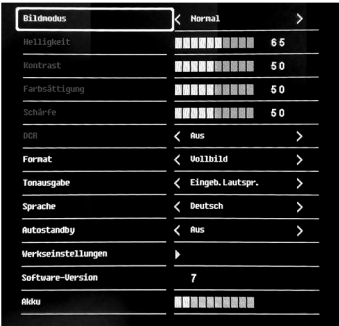 Bildmodus < Normal >
Helligkeit 65
Kontrast 50
Farbsättigung 50
Schärfe 50
DCR < Aus >
Format < Vollbild >
Tonausgabe < Eingeb.Lautspr. >
Sprache < Deutsch >
Autostandby < Aus >
Werkseinstellungen
Software-Version 7
Akku